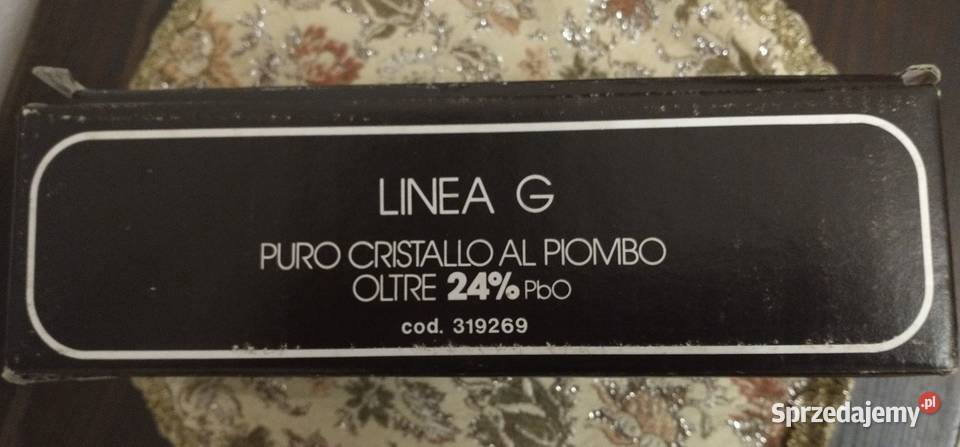 LINEA G
PURO CRISTALLO AL PIOMBO
OLTRE 24% PbO
cod. 319269
Sprzedajemy.pl